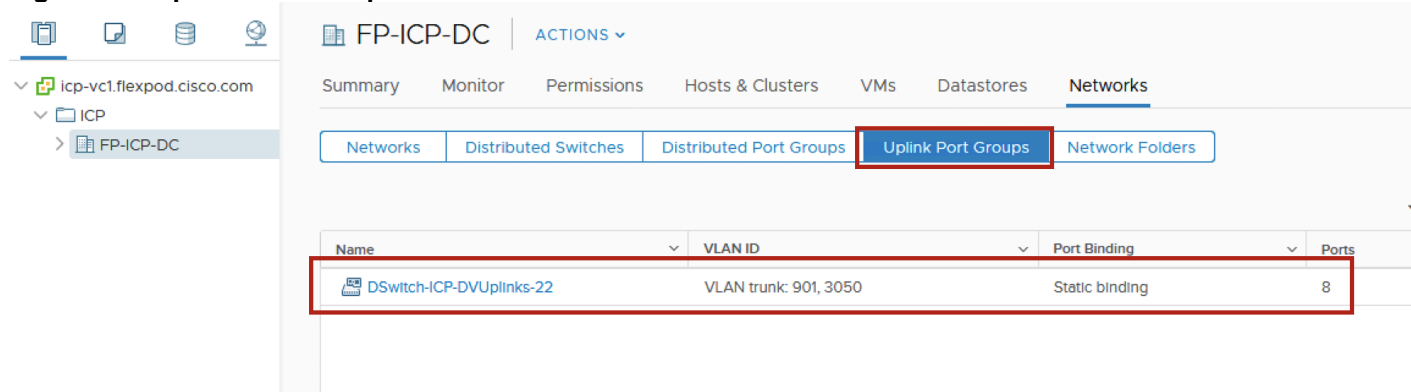 FP-ICP-DC ACTIONS
icp-vc1.flexpod.cisco.com
ICP
FP-ICP-DC
Summary Monitor Permissions Hosts & Clusters VMs Datastores Networks
Networks Distributed Switches Distributed Port Groups Uplink Port Groups Network Folders
Name VLAN ID Port Binding Ports
DSwitch-ICP-DVUplinks-22 VLAN trunk: 901, 3050 Static binding 8